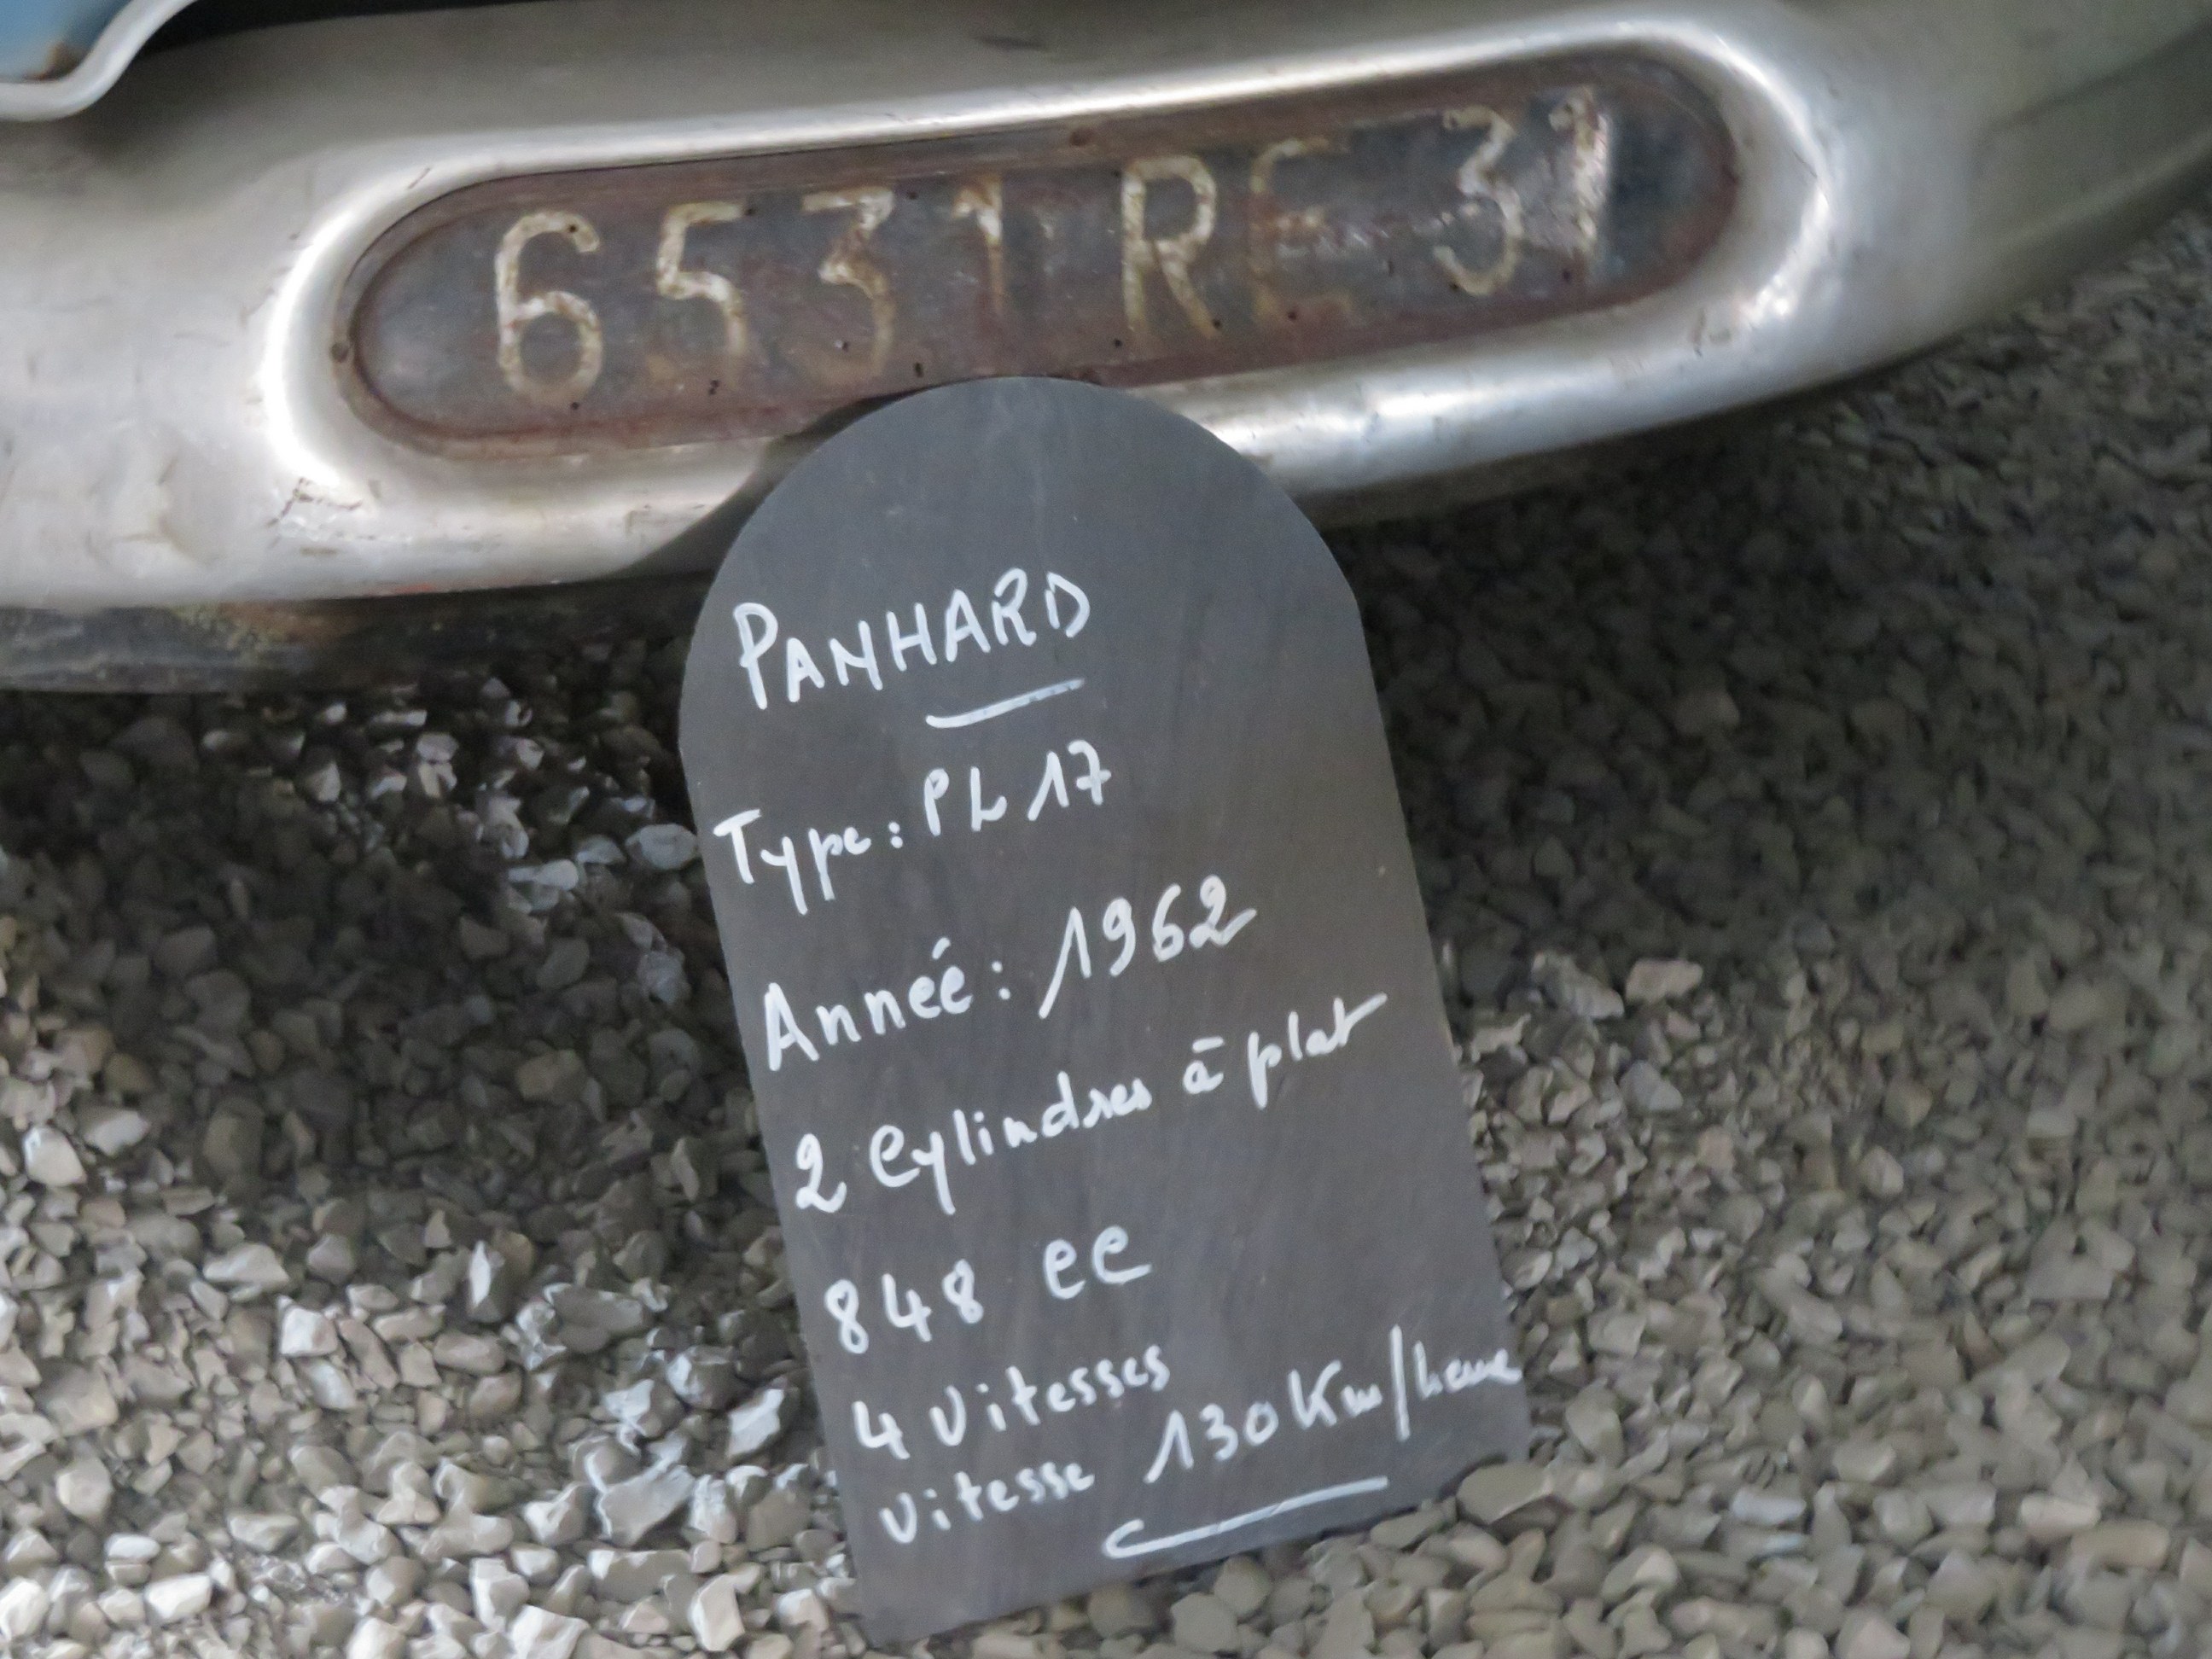 6531 RE 31
PANHARD
Type: PL 17
Année: 1962
2 Cylindres à plat
848 CC
4 Vitesses
Vitesse 130 Km/heure